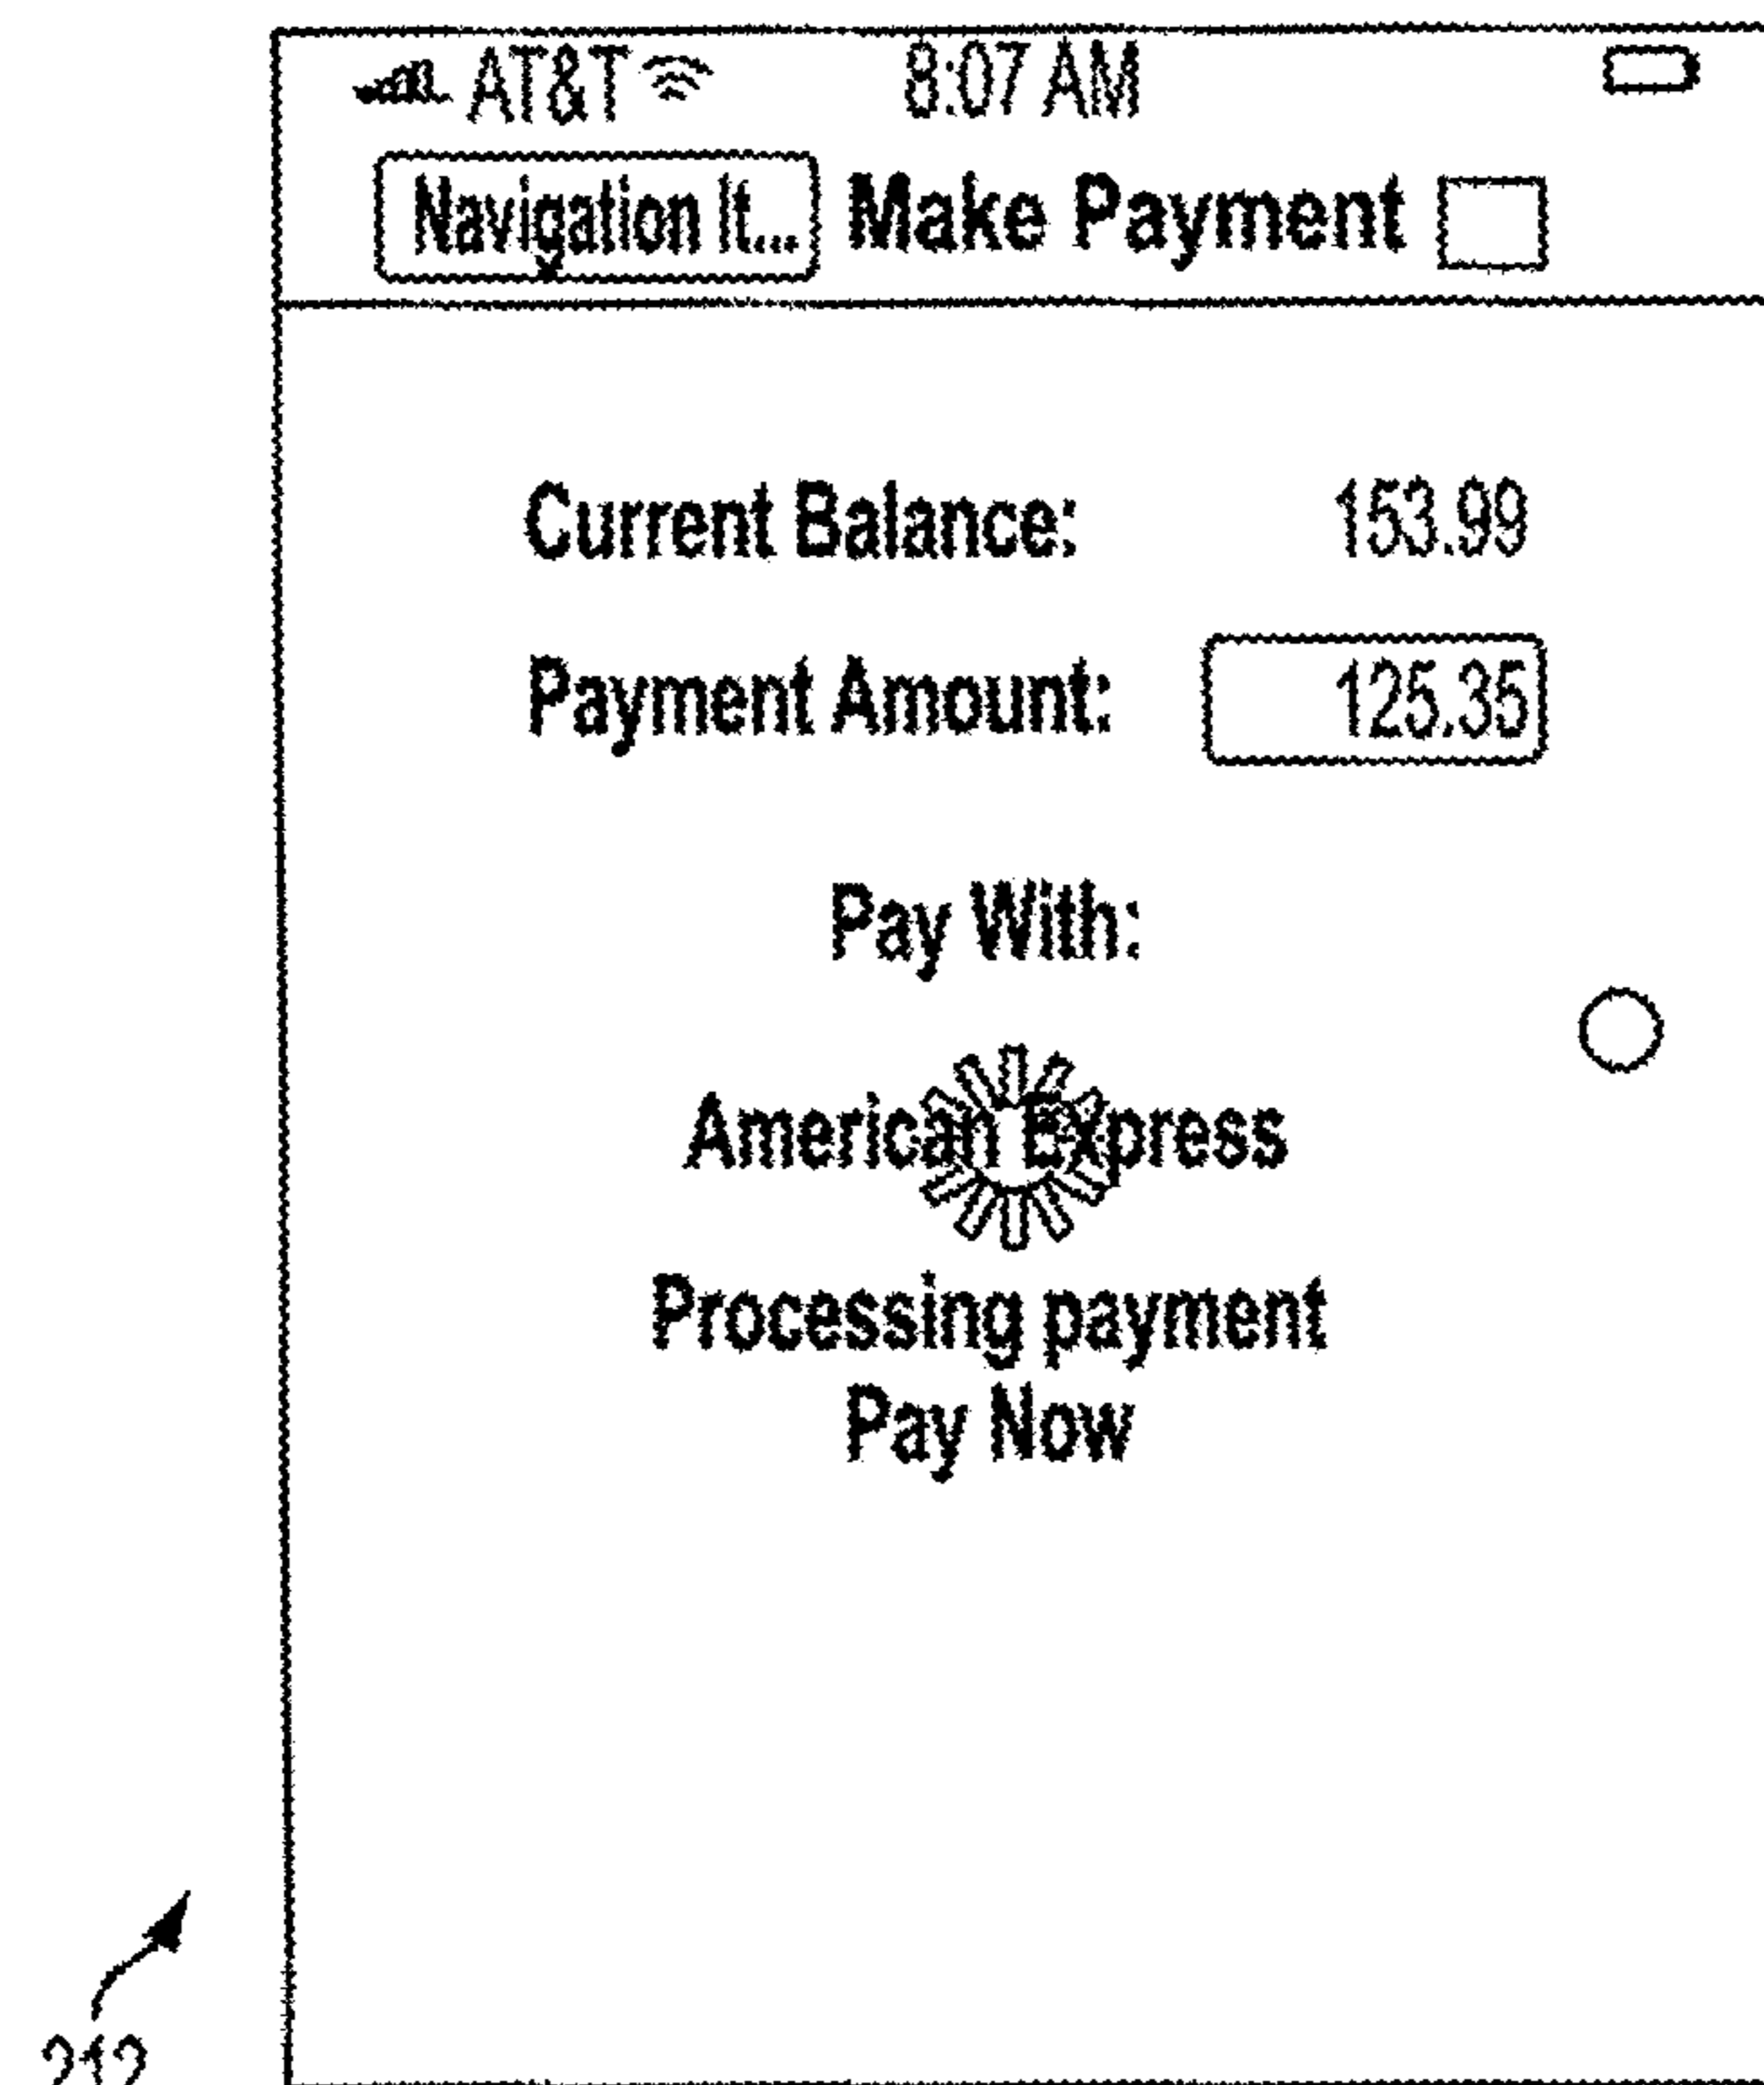 AT&T 8:07 AM
Navigation It... Make Payment
Current Balance: 153.99
Payment Amount: 125.35
Pay With:
American Express
Processing payment
Pay Now